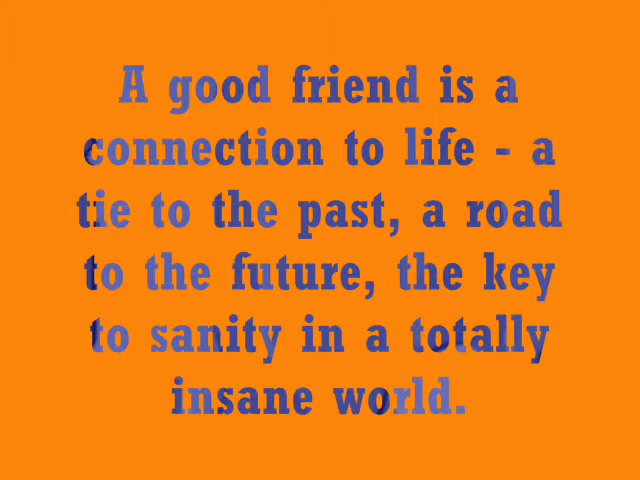 A good friend is a
connection to life - a
tie to the past, a road
to the future, the key
to sanity in a totally
insane world.